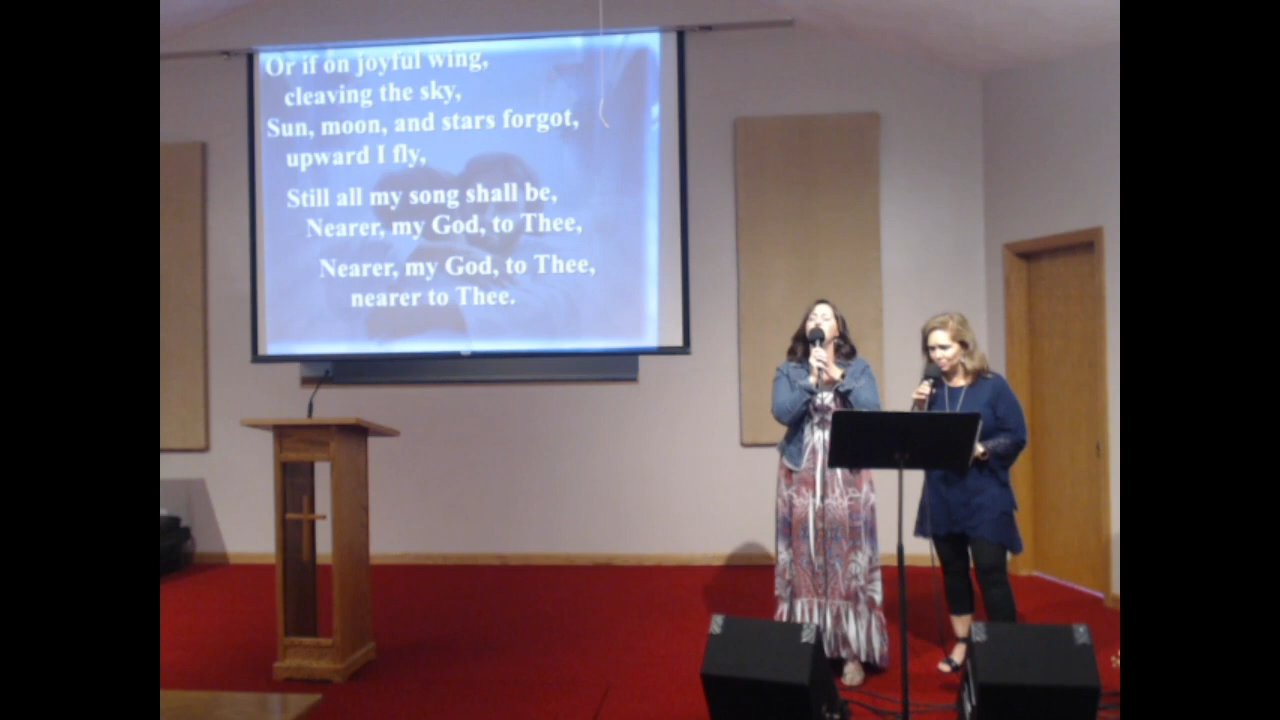 Or if on joyful wing,
cleaving the sky,
Sun, moon, and stars forgot,
upward I fly,
Still all my song shall be,
Nearer, my God, to Thee,
Nearer, my God, to Thee,
nearer to Thee.